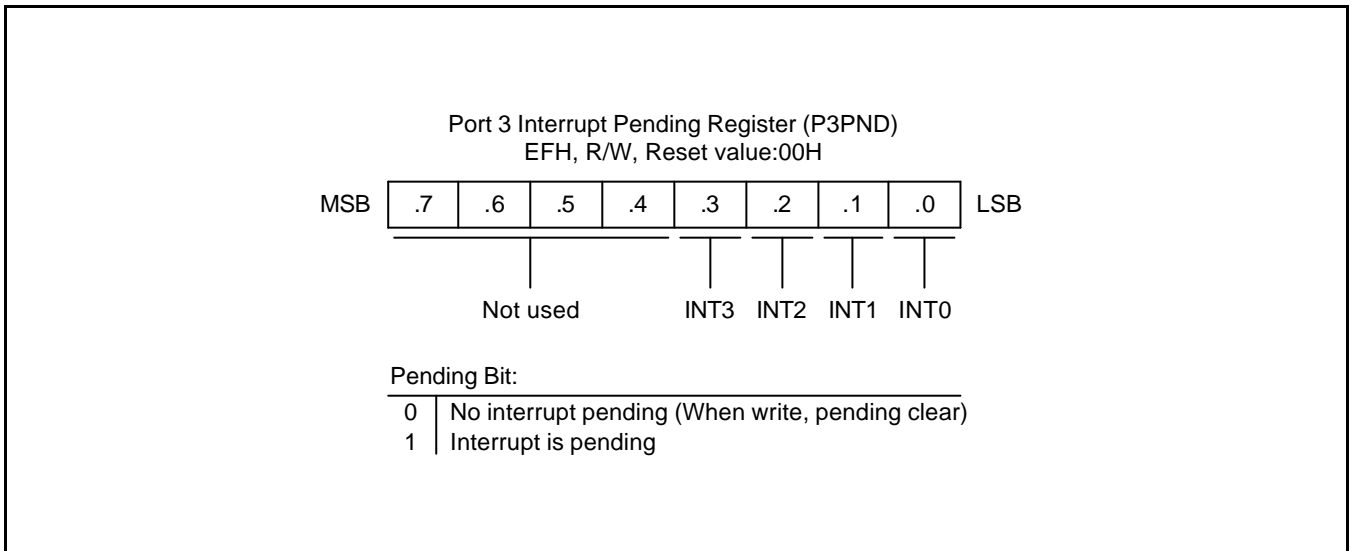 Port 3 Interrupt Pending Register (P3PND)
EFH, R/W, Reset value:00H
MSB .7 .6 .5 .4 .3 .2 .1 .0 LSB
Not used INT3 INT2 INT1 INT0
Pending Bit:
0 No interrupt pending (When write, pending clear)
1 Interrupt is pending